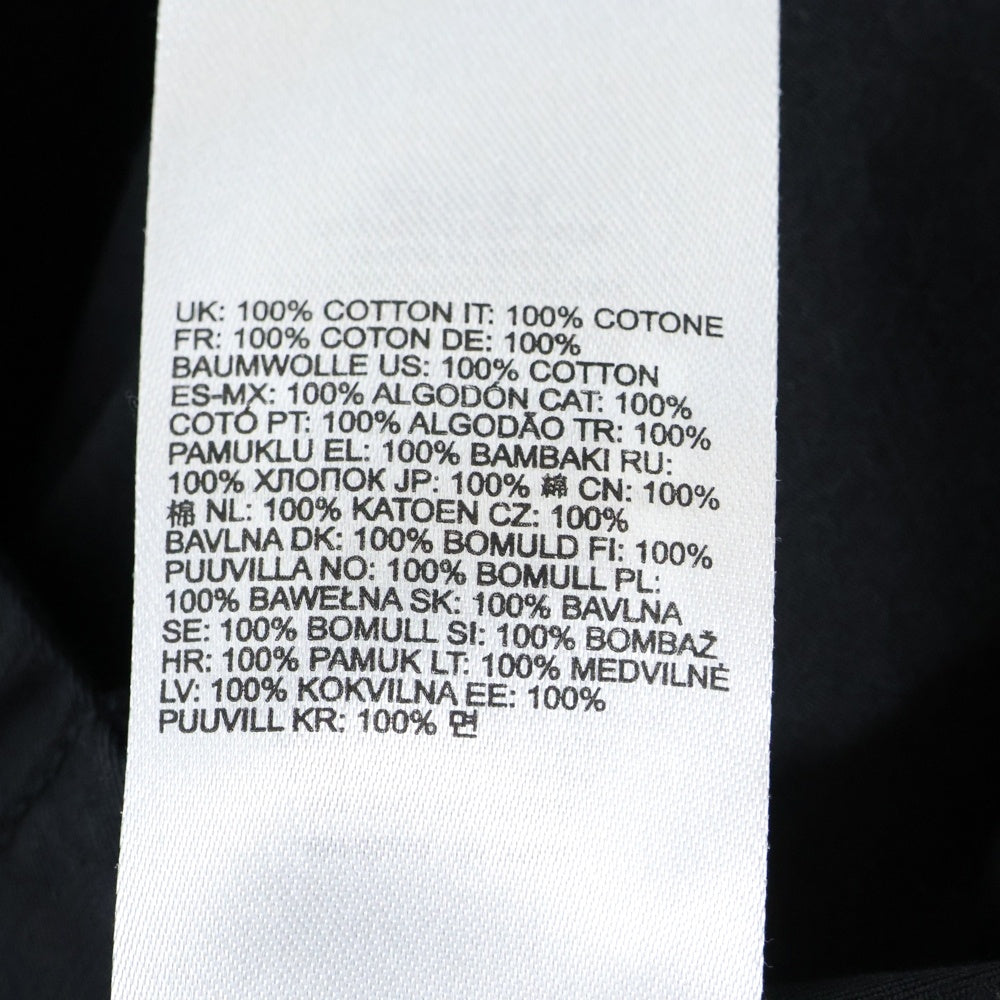 UK: 100% COTTON IT: 100% COTONE
FR: 100% COTON DE: 100%
BAUMWOLLE US: 100% COTTON
ES-MX: 100% ALGODÓN CAT: 100%
COTÓ PT: 100% ALGODÃO TR: 100%
PAMUKLU EL: 100% BAMBAKI RU:
100% ХЛОПОК JP: 100% 綿 CN: 100%
棉 NL: 100% KATOEN CZ: 100%
BAVLNA DK: 100% BOMULD FI: 100%
PUUVILLA NO: 100% BOMULL PL:
100% BAWEŁNA SK: 100% BAVLNA
SE: 100% BOMULL SI: 100% BOMBAŽ
HR: 100% PAMUK LT: 100% MEDVILNĖ
LV: 100% KOKVILNA EE: 100%
PUUVILL KR: 100% 면